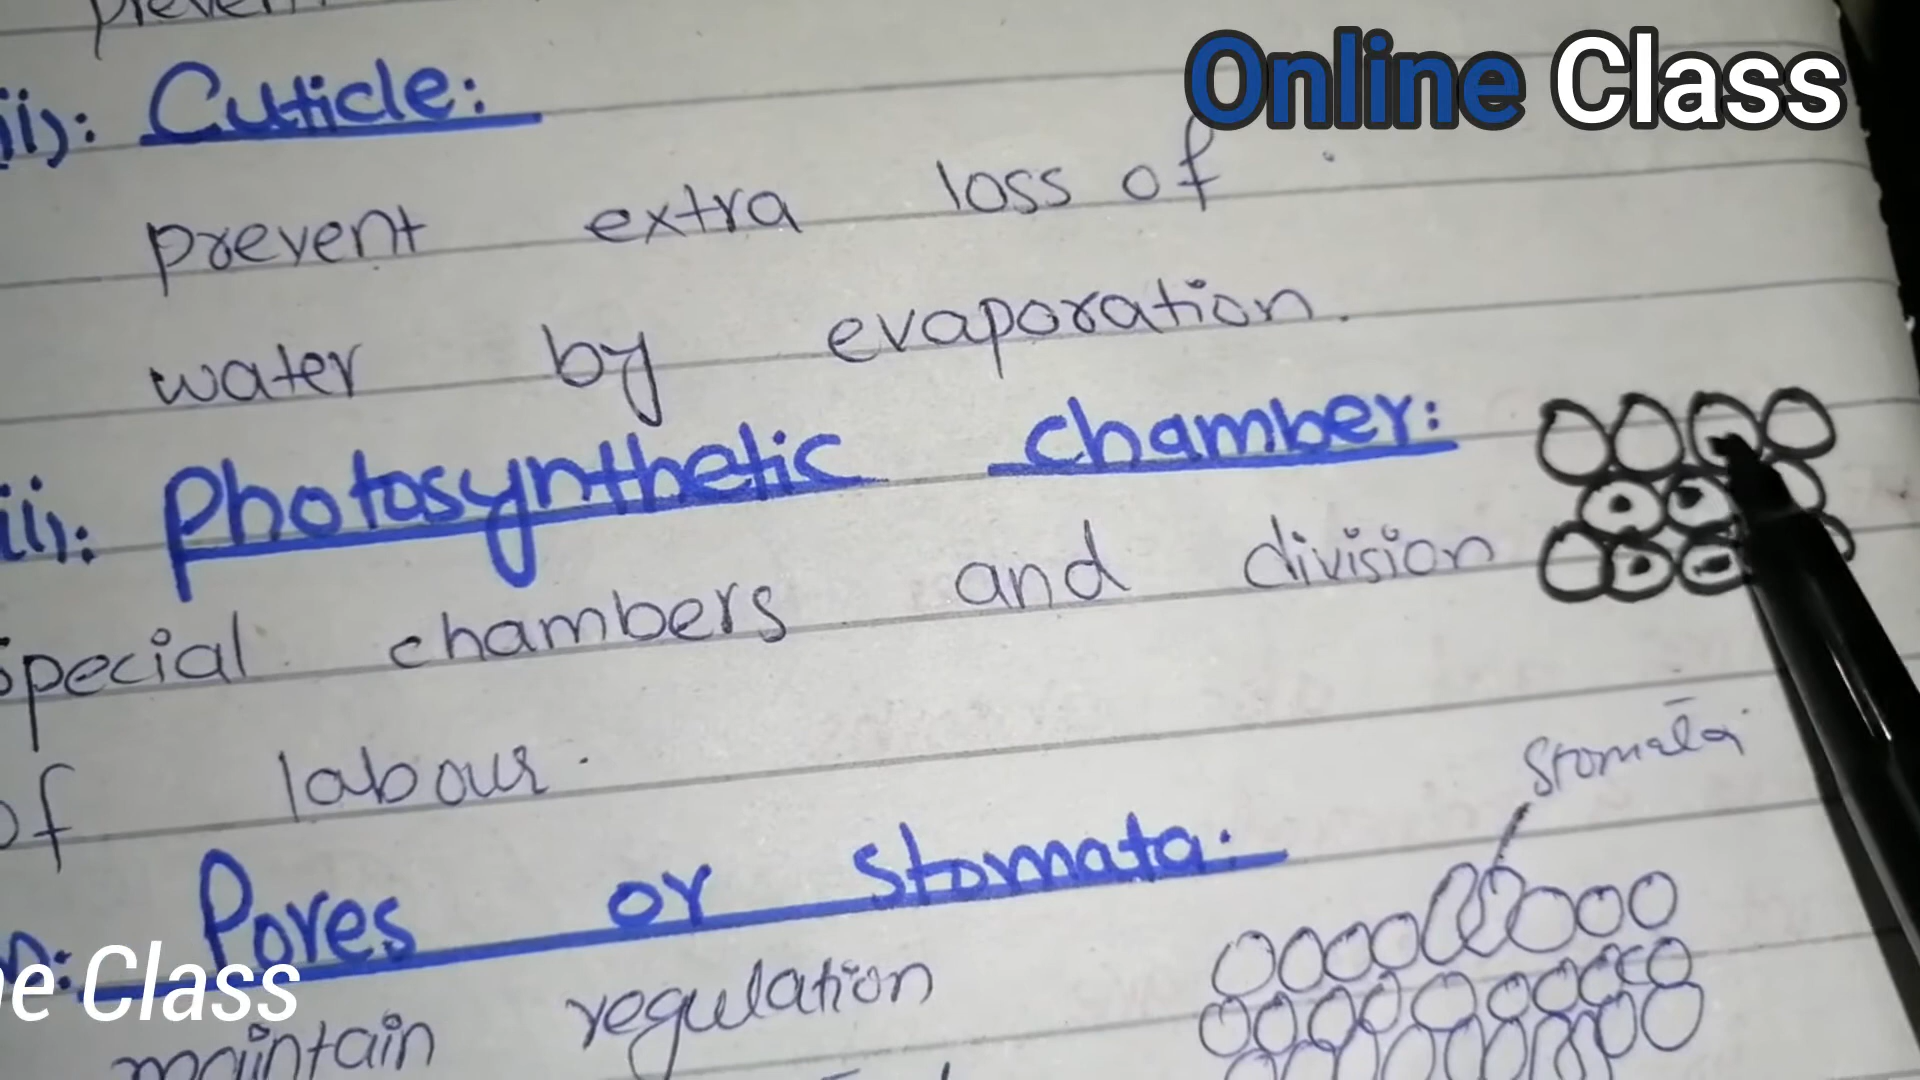 Online Class
ii): Cuticle:
prevent extra loss of
water by evaporation.
iii): Photosynthetic chamber:
special chambers and division
of labour.
Stomata
Pores or stomata:
ne Class
maintain regulation